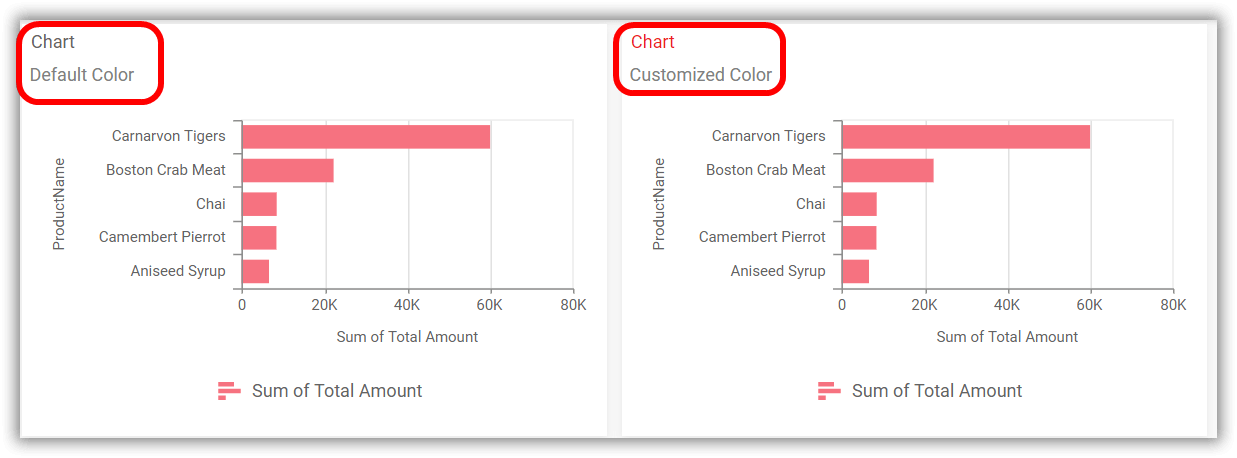 Chart
Default Color
Carnarvon Tigers
Boston Crab Meat
Chai
Camembert Pierrot
Aniseed Syrup
ProductName
0 20K 40K 60K 80K
Sum of Total Amount
Sum of Total Amount
Chart
Customized Color
Carnarvon Tigers
Boston Crab Meat
Chai
Camembert Pierrot
Aniseed Syrup
ProductName
0 20K 40K 60K 80K
Sum of Total Amount
Sum of Total Amount